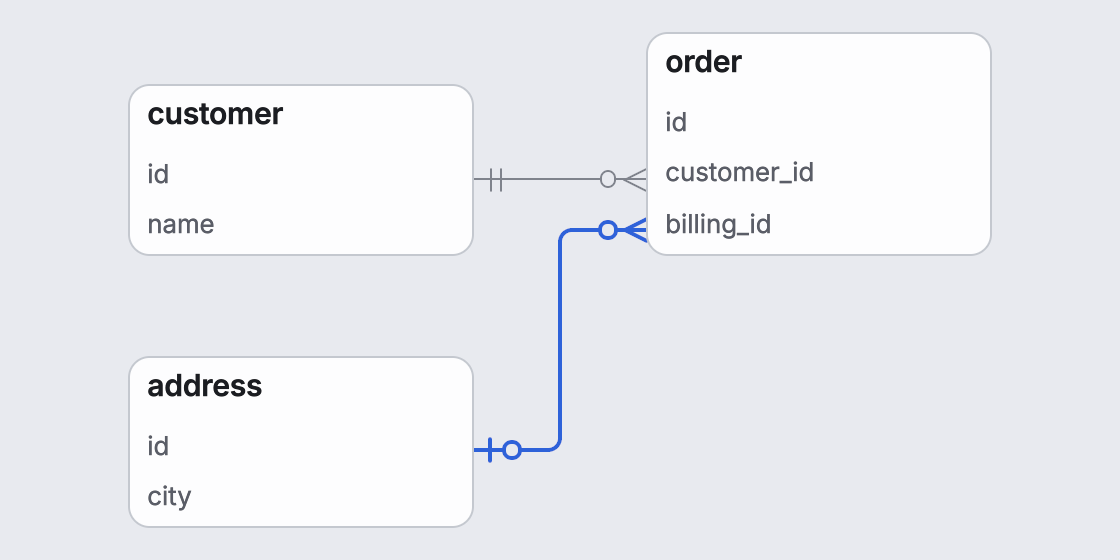 customer
id
name
order
id
customer_id
billing_id
address
id
city